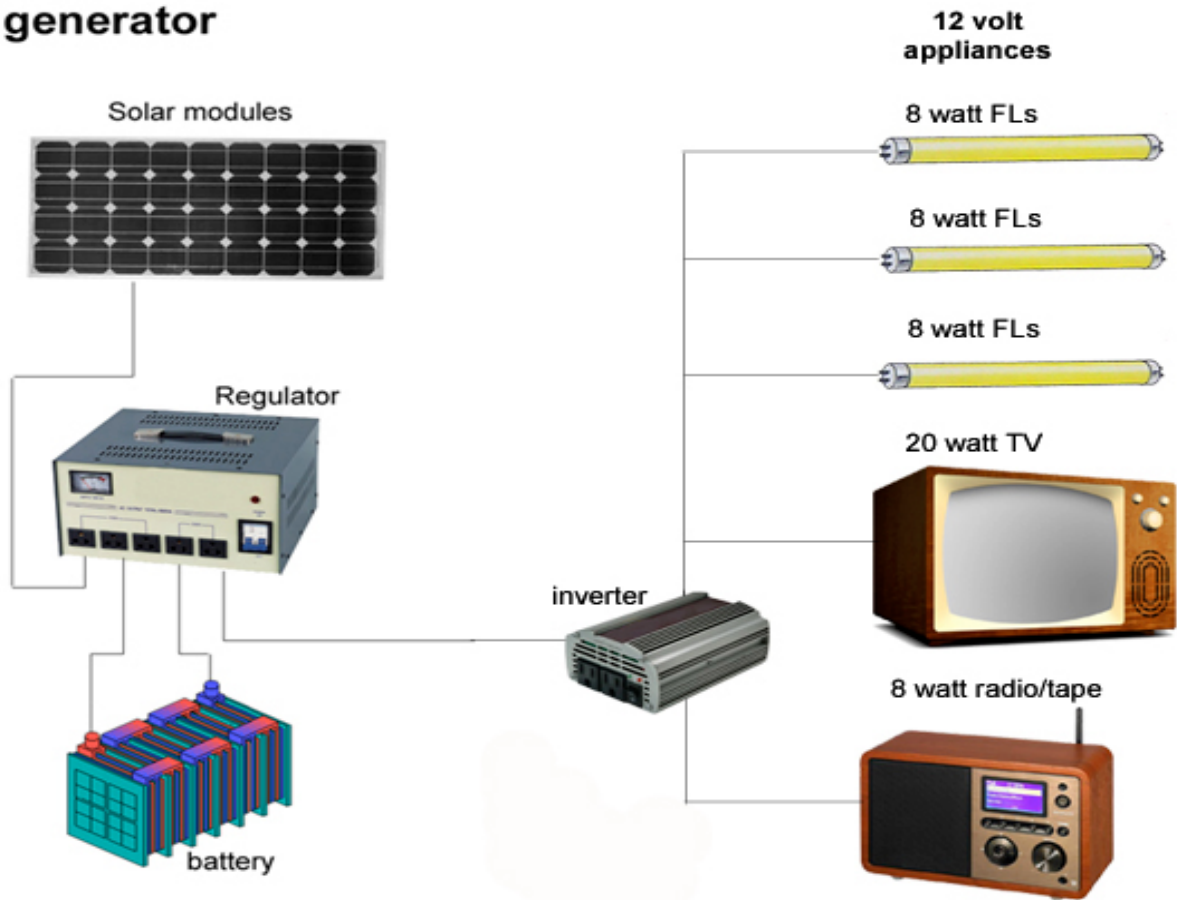 generator
12 volt
appliances
Solar modules
8 watt FLs
8 watt FLs
8 watt FLs
Regulator
20 watt TV
inverter
8 watt radio/tape
battery